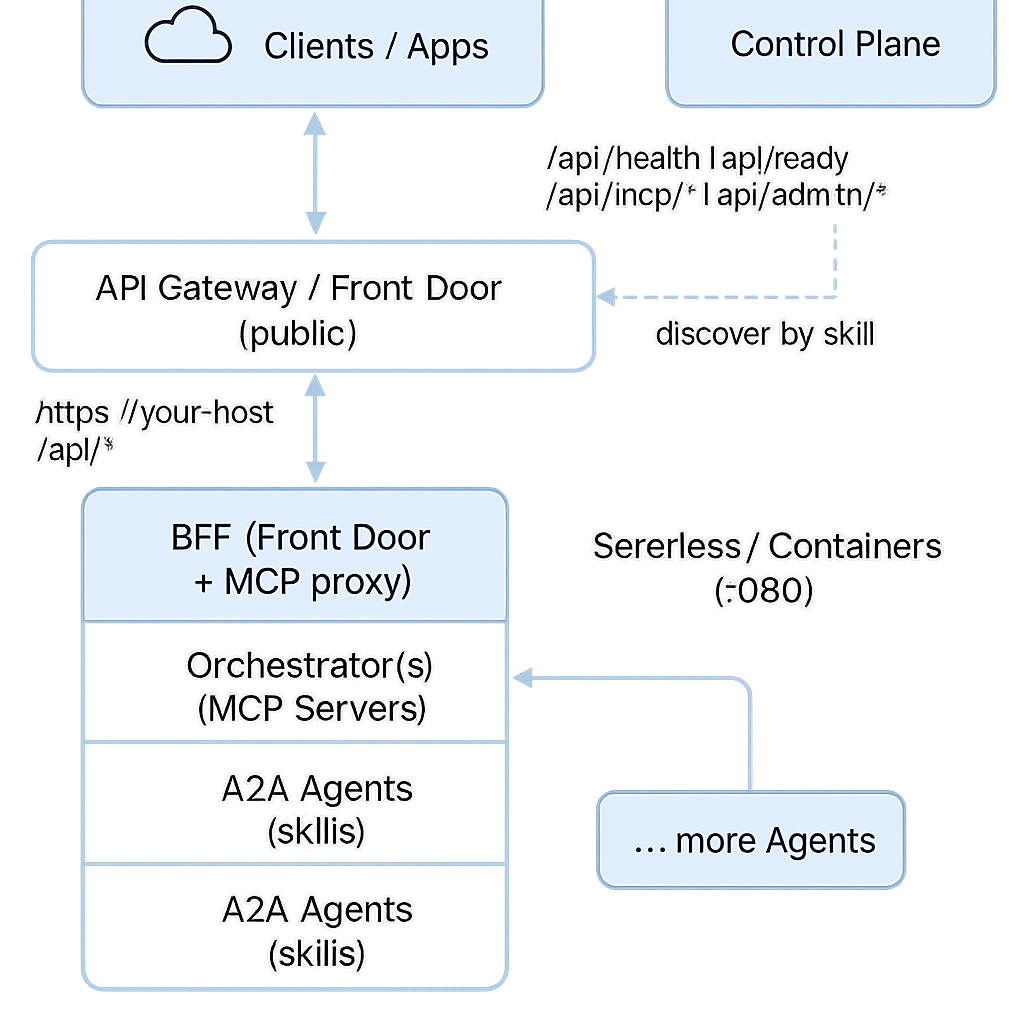 Clients / Apps
Control Plane
/api/health | apl/ready
/api/incp/* | api/admtn/*
API Gateway / Front Door
(public)
discover by skill
https //your-host
/apl/*
BFF (Front Door
+ MCP proxy)
Sererless / Containers
(:080)
Orchestrator(s)
(MCP Servers)
A2A Agents
(skllis)
... more Agents
A2A Agents
(skilis)